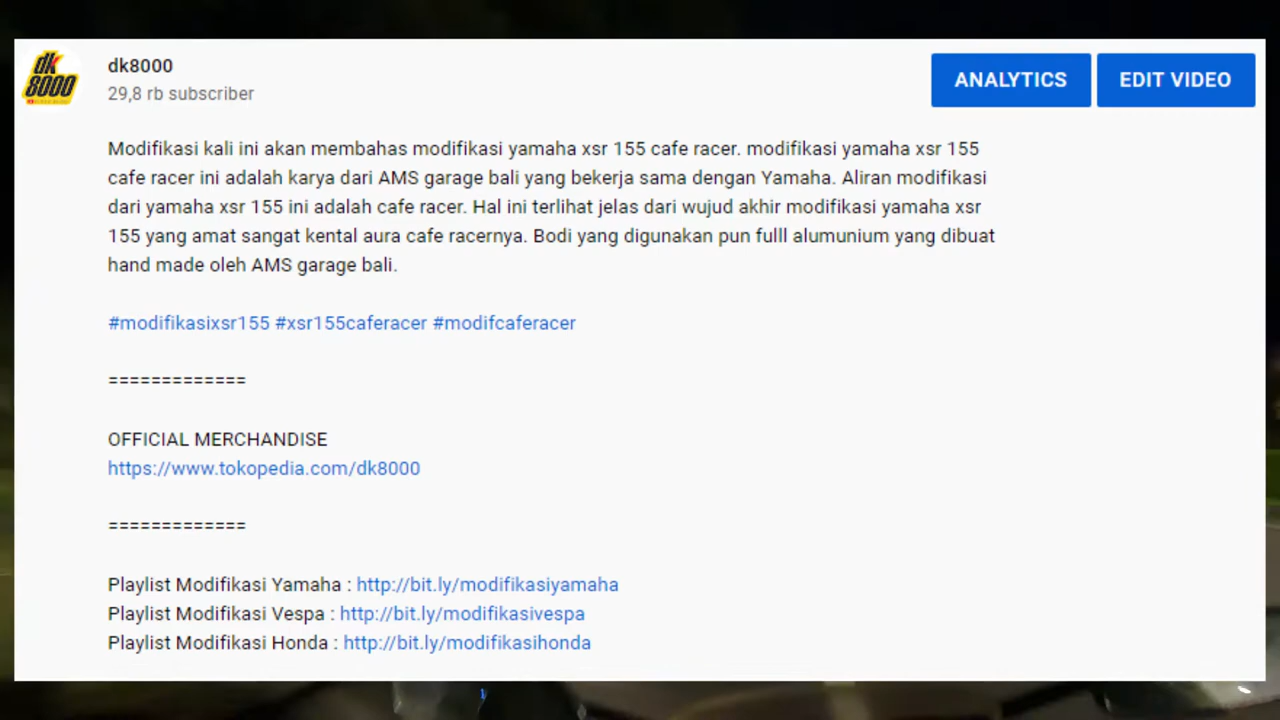 dk
8000
dk8000
29,8 rb subscriber
ANALYTICS
EDIT VIDEO
Modifikasi kali ini akan membahas modifikasi yamaha xsr 155 cafe racer. modifikasi yamaha xsr 155
cafe racer ini adalah karya dari AMS garage bali yang bekerja sama dengan Yamaha. Aliran modifikasi
dari yamaha xsr 155 ini adalah cafe racer. Hal ini terlihat jelas dari wujud akhir modifikasi yamaha xsr
155 yang amat sangat kental aura cafe racernya. Bodi yang digunakan pun fulll alumunium yang dibuat
hand made oleh AMS garage bali.
#modifikasixsr155 #xsr155caferacer #modifcaferacer
=============
OFFICIAL MERCHANDISE
https://www.tokopedia.com/dk8000
=============
Playlist Modifikasi Yamaha : http://bit.ly/modifikasiyamaha
Playlist Modifikasi Vespa : http://bit.ly/modifikasivespa
Playlist Modifikasi Honda : http://bit.ly/modifikasihonda